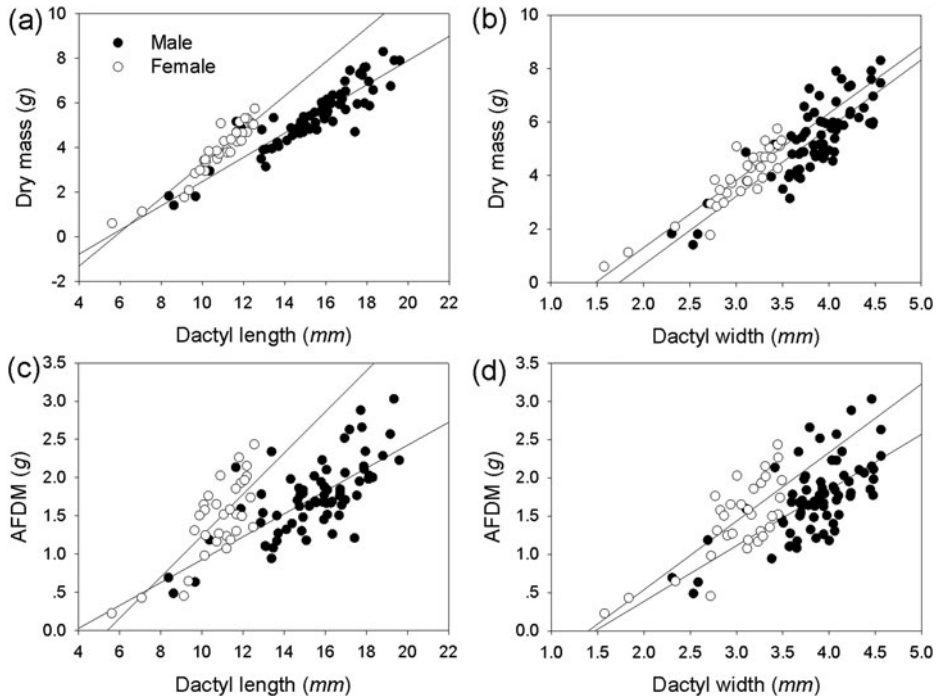 (a)
Male
Female
Dry mass (g)
10
8
6
4
2
0
-2
4 6 8 10 12 14 16 18 20 22
Dactyl length (mm)
(b)
Dry mass (g)
10
8
6
4
2
0
1.0 1.5 2.0 2.5 3.0 3.5 4.0 4.5 5.0
Dactyl width (mm)
(c)
AFDM (g)
3.5
3.0
2.5
2.0
1.5
1.0
.5
0.0
4 6 8 10 12 14 16 18 20 22
Dactyl length (mm)
(d)
AFDM (g)
3.5
3.0
2.5
2.0
1.5
1.0
.5
0.0
1.0 1.5 2.0 2.5 3.0 3.5 4.0 4.5 5.0
Dactyl width (mm)